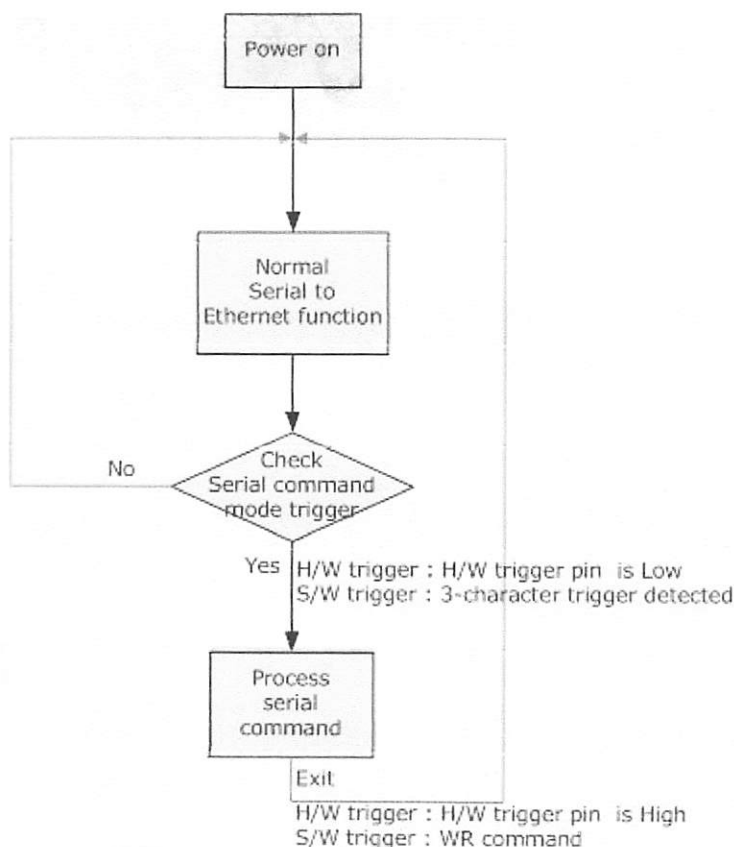 Power on
Normal
Serial to
Ethernet function
No
Check
Serial command
mode trigger
Yes
H/W trigger : H/W trigger pin is Low
S/W trigger : 3-character trigger detected
Process
serial
command
Exit
H/W trigger : H/W trigger pin is High
S/W trigger : WR command